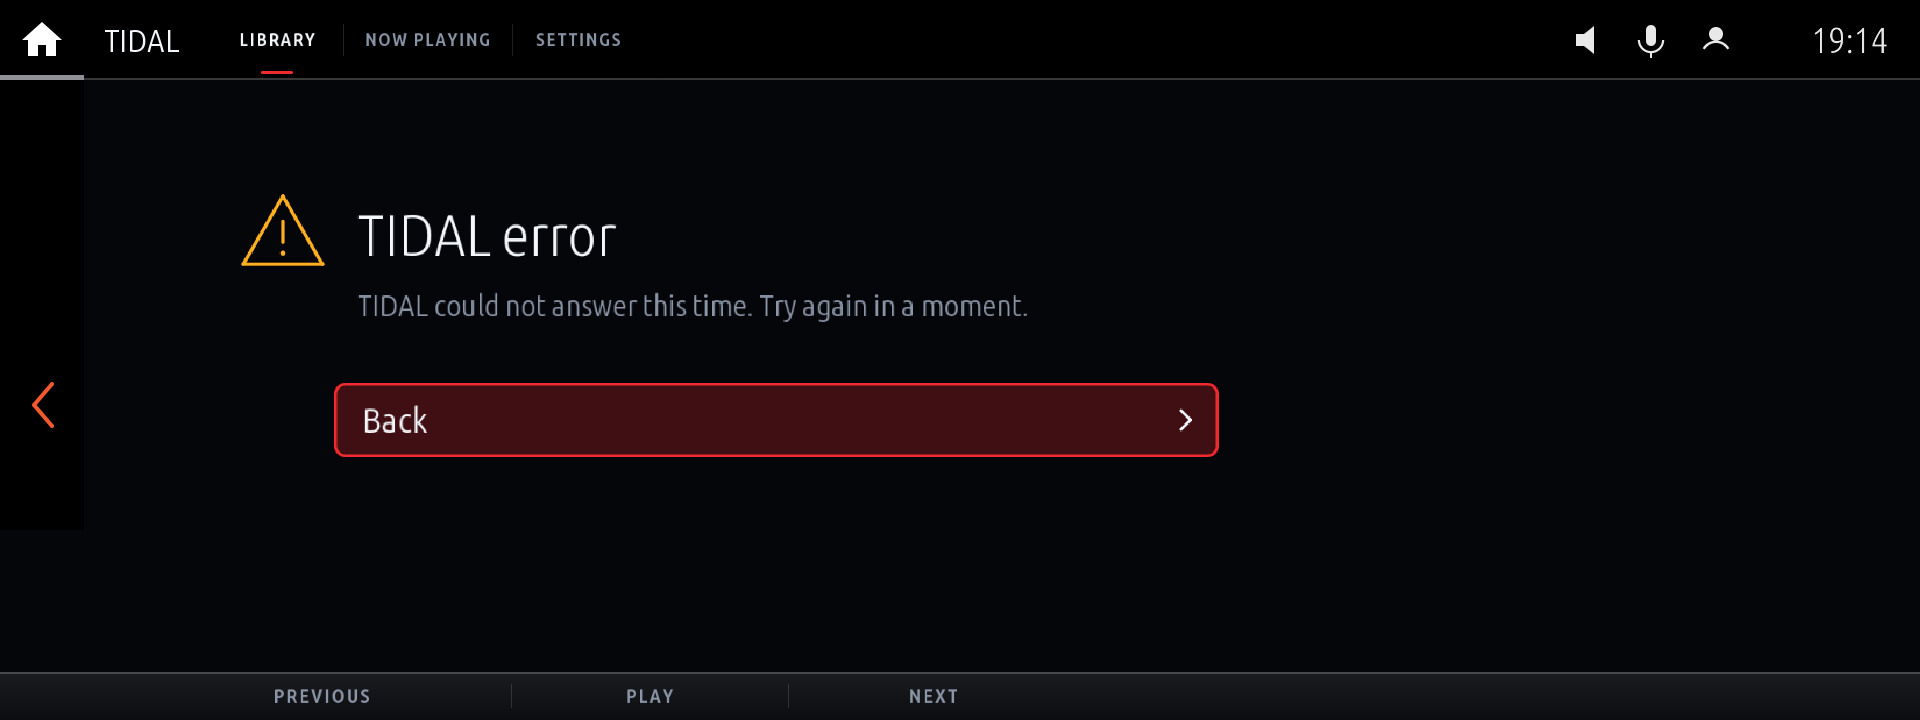 TIDAL
LIBRARY
NOW PLAYING
SETTINGS
19:14
TIDAL error
TIDAL could not answer this time. Try again in a moment.
Back
PREVIOUS
PLAY
NEXT